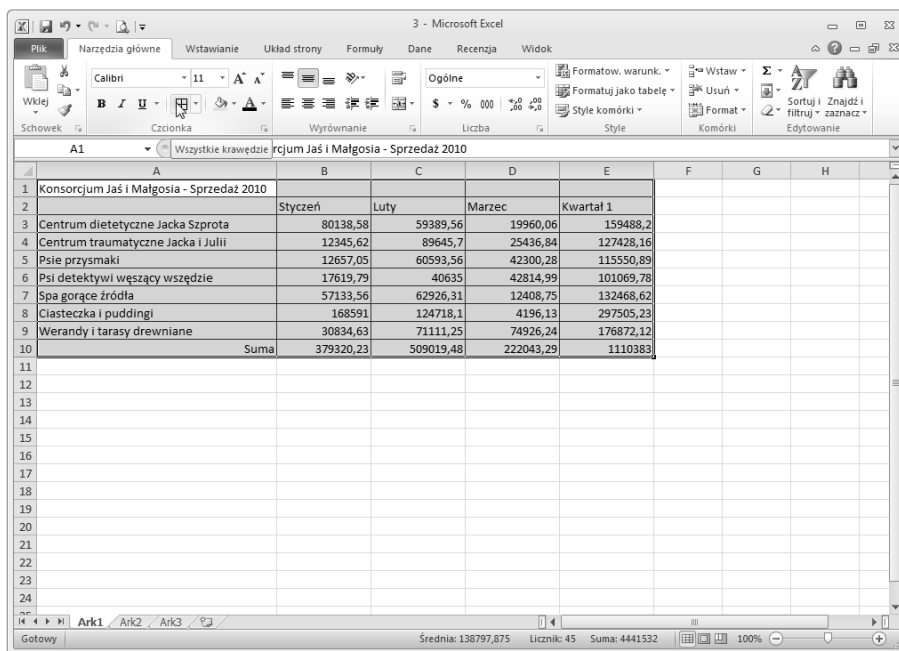 3 - Microsoft Excel
Plik Narzędzia główne Wstawianie Układ strony Formuły Dane Recenzja Widok
Wklej
Calibri 11 A A
B I U A
Ogólne
$ % 000 ,00 ,00
Formatow. warunk.
Formatuj jako tabelę
Style komórki
Wstaw
Usuń
Format
Σ
Sortuj i filtruj
Znajdź i zaznacz
Schowek Czcionka Wyrównanie Liczba Style Komórki Edytowanie
A1 Wszystkie krawędzie rcjum Jaś i Małgosia - Sprzedaż 2010
A B C D E F G H
1 Konsorcjum Jaś i Małgosia - Sprzedaż 2010
2 Styczeń Luty Marzec Kwartał 1
3 Centrum dietetyczne Jacka Szprota 80138,58 59389,56 19960,06 159488,2
4 Centrum traumatyczne Jacka i Julii 12345,62 89645,7 25436,84 127428,16
5 Psie przysmaki 12657,05 60593,56 42300,28 115550,89
6 Psi detektywi węszący wszędzie 17619,79 40635 42814,99 101069,78
7 Spa gorące źródła 57133,56 62926,31 12408,75 132468,62
8 Ciasteczka i puddingi 168591 124718,1 4196,13 297505,23
9 Werandy i tarasy drewniane 30834,63 71111,25 74926,24 176872,12
10 Suma 379320,23 509019,48 222043,29 1110383
11
12
13
14
15
16
17
18
19
20
21
22
23
24
Ark1 Ark2 Ark3
Gotowy Średnia: 138797,875 Licznik: 45 Suma: 4441532 100%